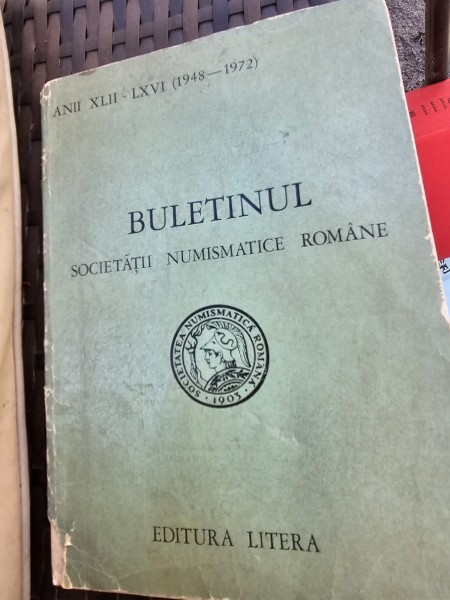 ANII XLII - LXVI (1948—1972)
BULETINUL
SOCIETĂȚII NUMISMATICE ROMÂNE
SOCIETATEA NUMISMATICĂ ROMÂNĂ
• 1903 •
EDITURA LITERA